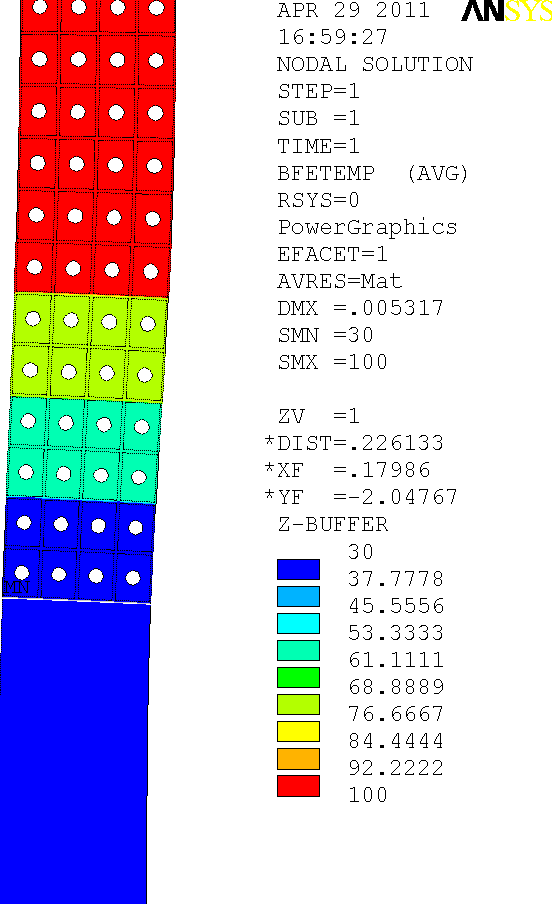 APR 29 2011 ANSYS
16:59:27
NODAL SOLUTION
STEP=1
SUB =1
TIME=1
BFETEMP (AVG)
RSYS=0
PowerGraphics
EFACET=1
AVRES=Mat
DMX =.005317
SMN =30
SMX =100
ZV =1
*DIST=.226133
*XF =.17986
*YF =-2.04767
Z-BUFFER
30
37.7778
45.5556
53.3333
61.1111
68.8889
76.6667
84.4444
92.2222
100